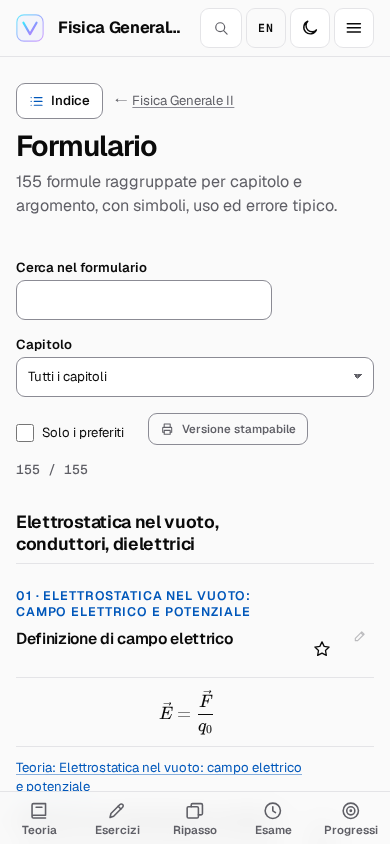 Fisica General...
EN
Indice
← Fisica Generale II
Formulario
155 formule raggruppate per capitolo e
argomento, con simboli, uso ed errore tipico.
Cerca nel formulario
Capitolo
Tutti i capitoli
Solo i preferiti
Versione stampabile
155 / 155
Elettrostatica nel vuoto,
conduttori, dielettrici
01 · ELETTROSTATICA NEL VUOTO:
CAMPO ELETTRICO E POTENZIALE
Definizione di campo elettrico
E⃗ = F⃗ / q₀
Teoria: Elettrostatica nel vuoto: campo elettrico
e potenziale
Teoria
Esercizi
Ripasso
Esame
Progressi